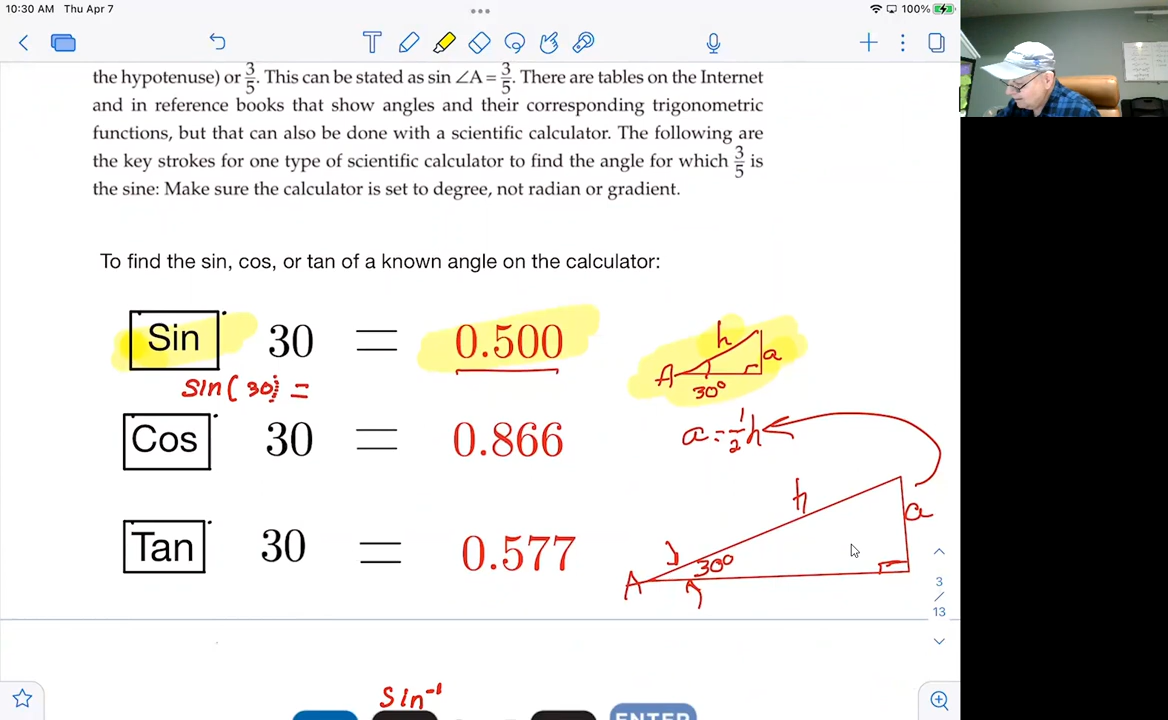 10:30 AM Thu Apr 7
100%
the hypotenuse) or 3/5. This can be stated as sin ∠A = 3/5. There are tables on the Internet
and in reference books that show angles and their corresponding trigonometric
functions, but that can also be done with a scientific calculator. The following are
the key strokes for one type of scientific calculator to find the angle for which 3/5 is
the sine: Make sure the calculator is set to degree, not radian or gradient.
To find the sin, cos, or tan of a known angle on the calculator:
Sin 30 = 0.500
h
a
A
30°
sin(30) =
Cos 30 = 0.866
a = 1/2 h
h
a
Tan 30 = 0.577
30°
A
3
/
13
Sin⁻¹
ENTER